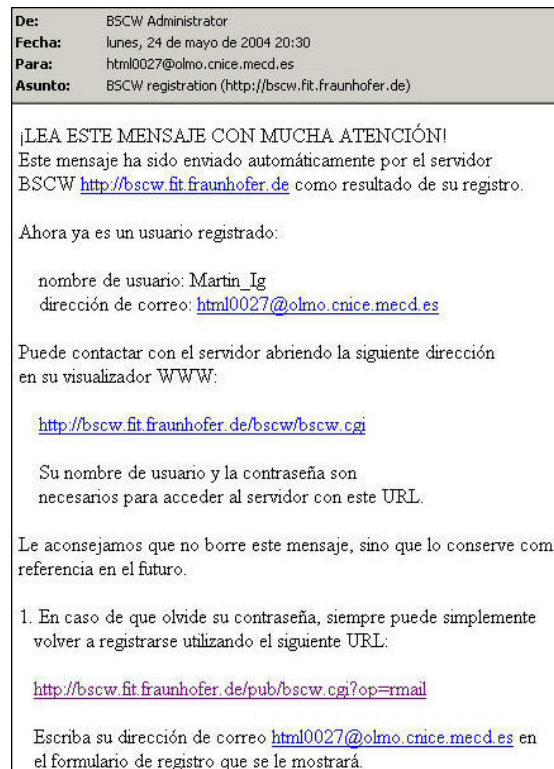 De: BSCW Administrator
Fecha: lunes, 24 de mayo de 2004 20:30
Para: html0027@olmo.cnice.mecd.es
Asunto: BSCW registration (http://bscw.fit.fraunhofer.de)
¡LEA ESTE MENSAJE CON MUCHA ATENCIÓN!
Este mensaje ha sido enviado automáticamente por el servidor
BSCW http://bscw.fit.fraunhofer.de como resultado de su registro.
Ahora ya es un usuario registrado:
nombre de usuario: Martin_Ig
dirección de correo: html0027@olmo.cnice.mecd.es
Puede contactar con el servidor abriendo la siguiente dirección
en su visualizador WWW:
http://bscw.fit.fraunhofer.de/bscw/bscw.cgi
Su nombre de usuario y la contraseña son
necesarios para acceder al servidor con este URL.
Le aconsejamos que no borre este mensaje, sino que lo conserve com
referencia en el futuro.
1. En caso de que olvide su contraseña, siempre puede simplemente
volver a registrarse utilizando el siguiente URL:
http://bscw.fit.fraunhofer.de/pub/bscw.cgi?op=rmail
Escriba su dirección de correo html0027@olmo.cnice.mecd.es en
el formulario de registro que se le mostrará.